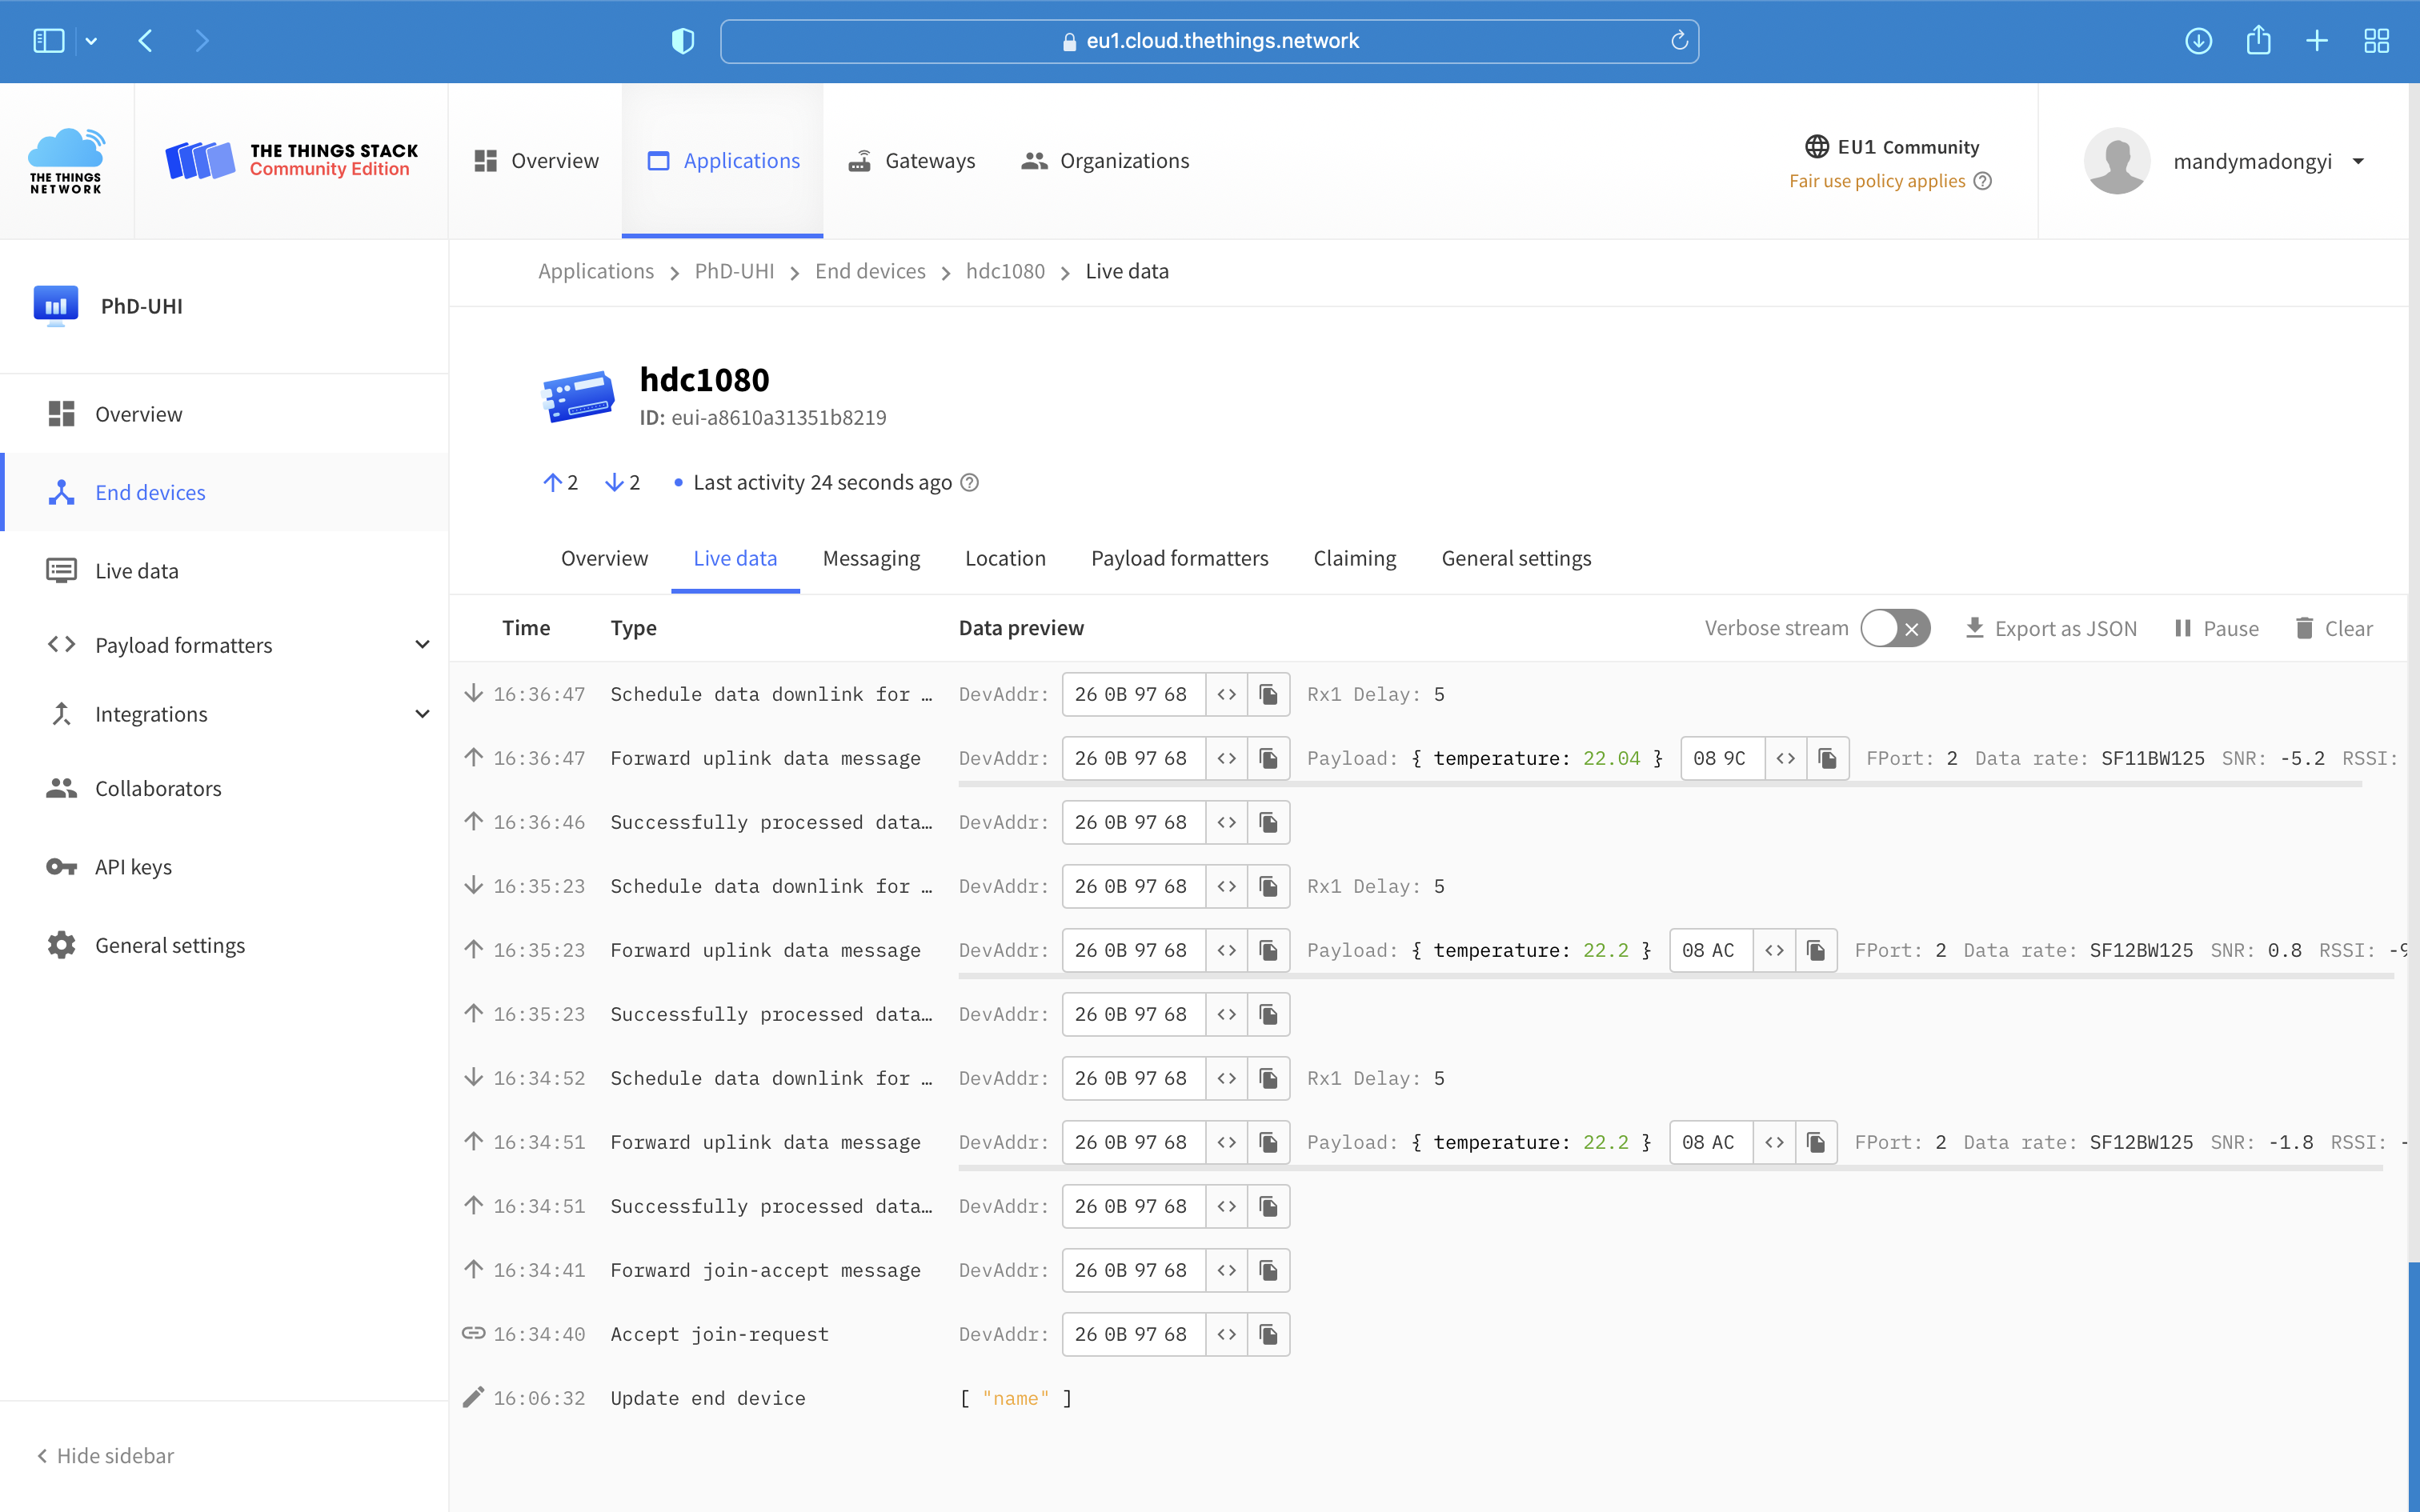 eu1.cloud.thethings.network
THE THINGS NETWORK
THE THINGS STACK
Community Edition
Overview
Applications
Gateways
Organizations
EU1 Community
Fair use policy applies
mandymadongyi
PhD-UHI
Overview
End devices
Live data
Payload formatters
Integrations
Collaborators
API keys
General settings
Hide sidebar
Applications > PhD-UHI > End devices > hdc1080 > Live data
hdc1080
ID: eui-a8610a31351b8219
↑ 2 ↓ 2 • Last activity 24 seconds ago
Overview Live data Messaging Location Payload formatters Claiming General settings
Time Type Data preview Verbose stream Export as JSON Pause Clear
↓ 16:36:47 Schedule data downlink for … DevAddr: 26 0B 97 68 <> Rx1 Delay: 5
↑ 16:36:47 Forward uplink data message DevAddr: 26 0B 97 68 <> Payload: { temperature: 22.04 } 08 9C <> FPort: 2 Data rate: SF11BW125 SNR: -5.2 RSSI:
↑ 16:36:46 Successfully processed data… DevAddr: 26 0B 97 68 <>
↓ 16:35:23 Schedule data downlink for … DevAddr: 26 0B 97 68 <> Rx1 Delay: 5
↑ 16:35:23 Forward uplink data message DevAddr: 26 0B 97 68 <> Payload: { temperature: 22.2 } 08 AC <> FPort: 2 Data rate: SF12BW125 SNR: 0.8 RSSI:
↑ 16:35:23 Successfully processed data… DevAddr: 26 0B 97 68 <>
↓ 16:34:52 Schedule data downlink for … DevAddr: 26 0B 97 68 <> Rx1 Delay: 5
↑ 16:34:51 Forward uplink data message DevAddr: 26 0B 97 68 <> Payload: { temperature: 22.2 } 08 AC <> FPort: 2 Data rate: SF12BW125 SNR: -1.8 RSSI: -
↑ 16:34:51 Successfully processed data… DevAddr: 26 0B 97 68 <>
↑ 16:34:41 Forward join-accept message DevAddr: 26 0B 97 68 <>
16:34:40 Accept join-request DevAddr: 26 0B 97 68 <>
16:06:32 Update end device [ "name" ]